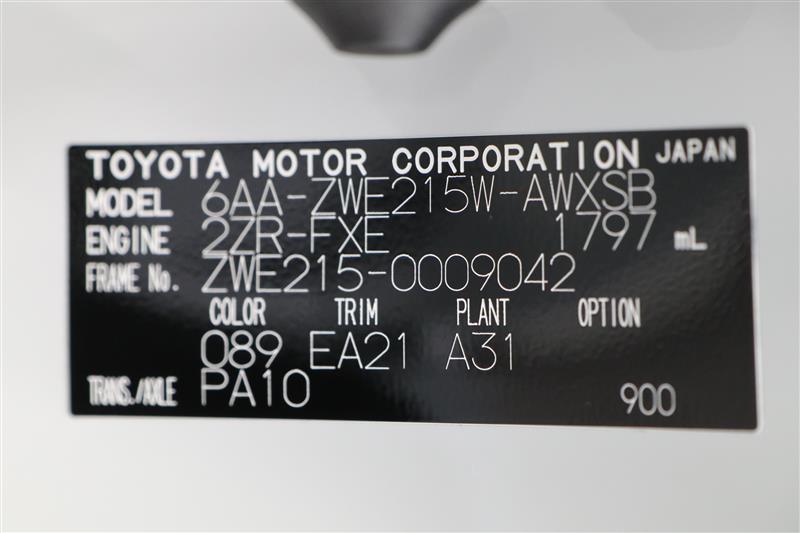 TOYOTA MOTOR CORPORATION JAPAN
MODEL 6AA-ZWE215W-AWXSB
ENGINE 2ZR-FXE 1797 mL
FRAME No. ZWE215-0009042
COLOR TRIM PLANT OPTION
089 EA21 A31
TRANS./AXLE PA10 900